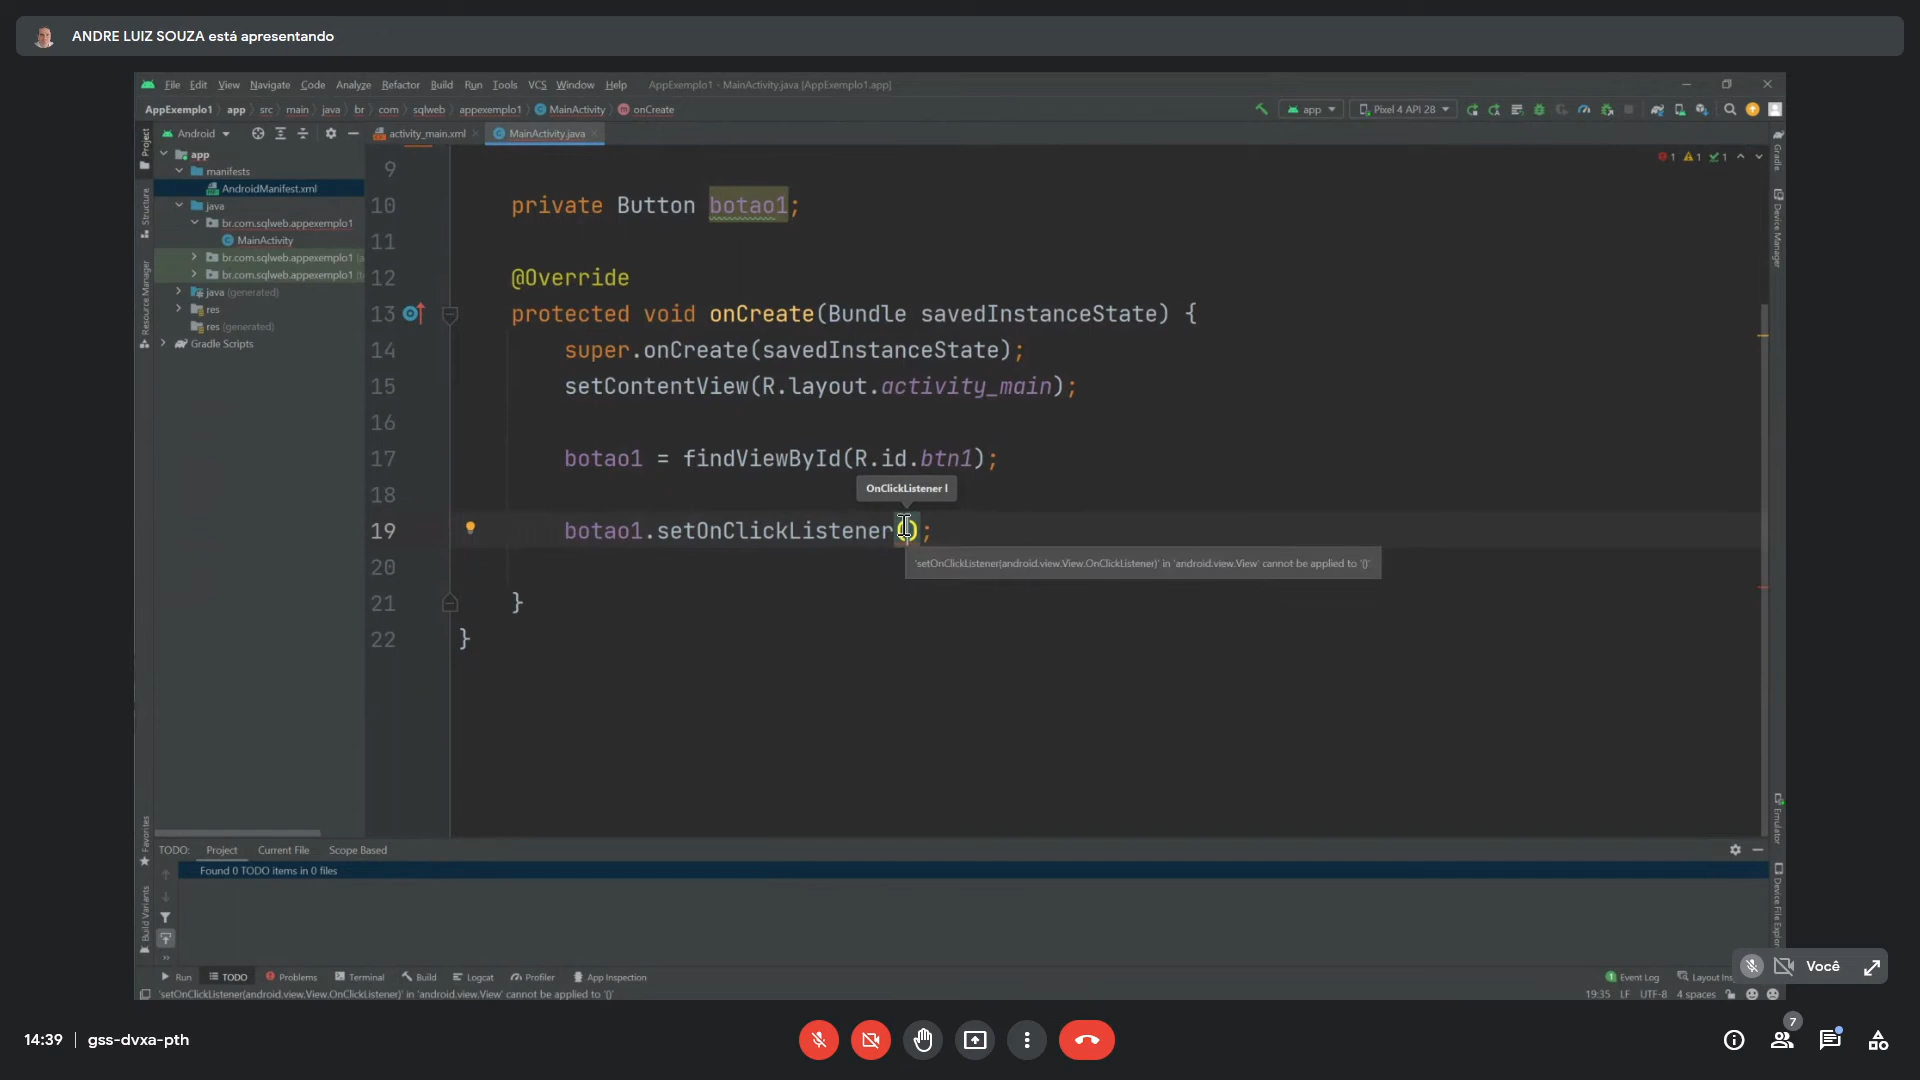 ANDRE LUIZ SOUZA está apresentando
File Edit View Navigate Code Analyze Refactor Build Run Tools VCS Window Help AppExemplo1 - MainActivity.java [AppExemplo1.app]
AppExemplo1 app src main java br com sqlweb appexemplo1 MainActivity onCreate
app Pixel 4 API 28
Project
Android
activity_main.xml
MainActivity.java
app
manifests
AndroidManifest.xml
java
br.com.sqlweb.appexemplo1
MainActivity
br.com.sqlweb.appexemplo1
br.com.sqlweb.appexemplo1
java (generated)
res
res (generated)
Gradle Scripts
Structure
Resource Manager
Favorites
Build Variants
1 1 1
9
10 private Button botao1;
11
12 @Override
13 protected void onCreate(Bundle savedInstanceState) {
14 super.onCreate(savedInstanceState);
15 setContentView(R.layout.activity_main);
16
17 botao1 = findViewById(R.id.btn1);
OnClickListener l
18
19 botao1.setOnClickListener();
'setOnClickListener(android.view.View.OnClickListener)' in 'android.view.View' cannot be applied to '()'
20
21 }
22 }
Gradle
Device Manager
Emulator
Device File Explor
TODO: Project Current File Scope Based
Found 0 TODO items in 0 files
Run TODO Problems Terminal Build Logcat Profiler App Inspection
1 Event Log Layout Ins
'setOnClickListener(android.view.View.OnClickListener)' in 'android.view.View' cannot be applied to '()'
19:35 LF UTF-8 4 spaces
Você
14:39 gss-dvxa-pth
7